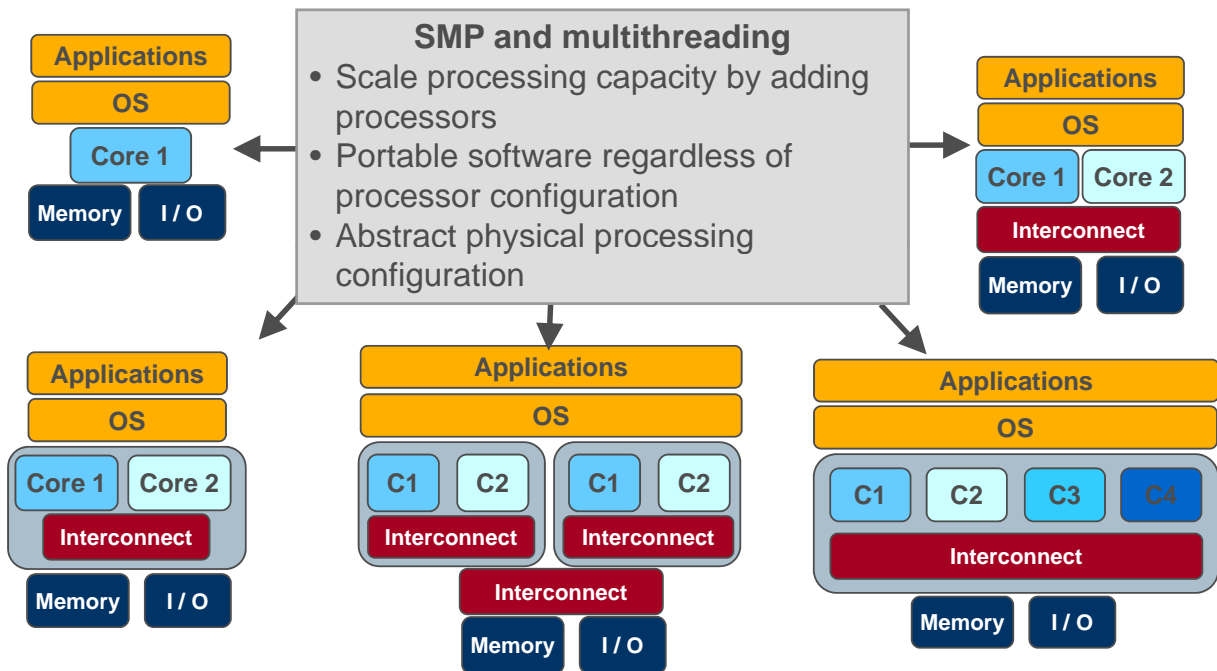 SMP and multithreading
• Scale processing capacity by adding
processors
• Portable software regardless of
processor configuration
• Abstract physical processing
configuration
Applications
OS
Core 1
Memory I / O
Applications
OS
Core 1 Core 2
Interconnect
Memory I / O
Applications
OS
Core 1 Core 2
Interconnect
Memory I / O
Applications
OS
C1 C2 C1 C2
Interconnect Interconnect
Interconnect
Memory I / O
Applications
OS
C1 C2 C3 C4
Interconnect
Memory I / O